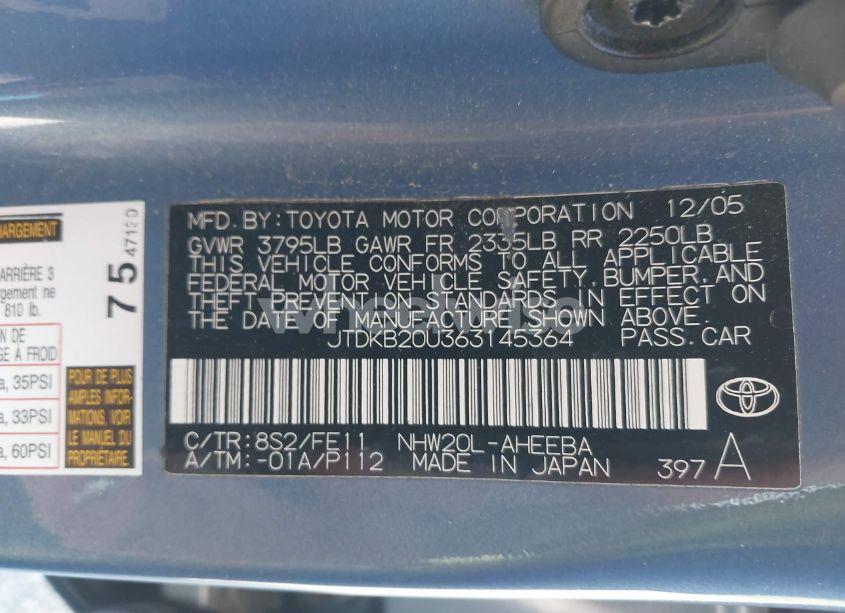 CHARGEMENT
ARRIÈRE 3
rgement ne
810 lb.
ON DE
GE À FROID
a, 35PSI
a, 33PSI
a, 60PSI
75
POUR DE PLUS
AMPLES INFOR-
MATIONS, VOIR
LE MANUEL DU
PROPRIÉTAIRE.
MFD. BY: TOYOTA MOTOR CORPORATION 12/05
GVWR 3795LB GAWR FR 2335LB RR 2250LB
THIS VEHICLE CONFORMS TO ALL APPLICABLE
FEDERAL MOTOR VEHICLE SAFETY, BUMPER, AND
THEFT PREVENTION STANDARDS IN EFFECT ON
THE DATE OF MANUFACTURE SHOWN ABOVE.
JTDKB20U363145364 PASS. CAR
C/TR: 8S2/FE11 NHW20L-AHEEBA
A/TM: -01A/P112 MADE IN JAPAN 397 A